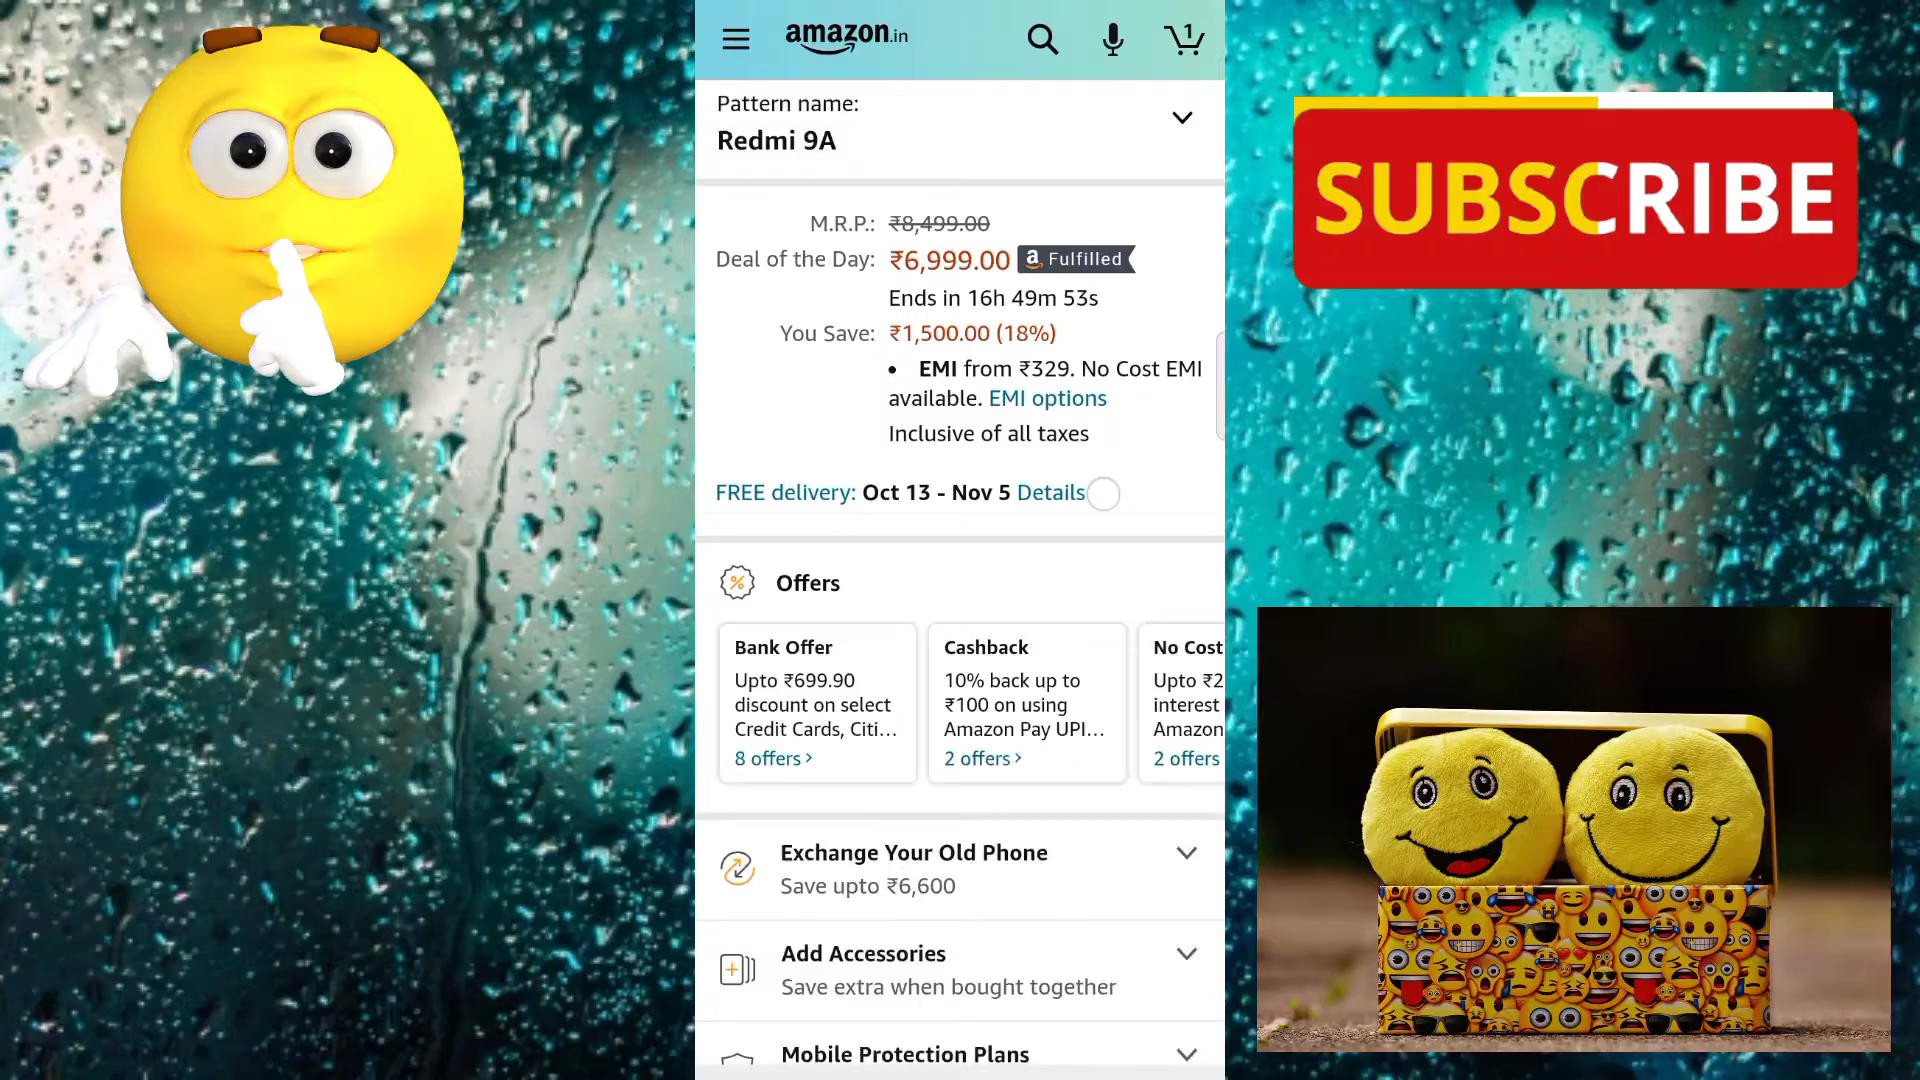 amazon.in
1
Pattern name:
Redmi 9A
M.R.P.: ₹8,499.00
Deal of the Day: ₹6,999.00 a Fulfilled
Ends in 16h 49m 53s
You Save: ₹1,500.00 (18%)
• EMI from ₹329. No Cost EMI
available. EMI options
Inclusive of all taxes
FREE delivery: Oct 13 - Nov 5 Details
Offers
Bank Offer
Upto ₹699.90
discount on select
Credit Cards, Citi...
8 offers ›
Cashback
10% back up to
₹100 on using
Amazon Pay UPI...
2 offers ›
No Cost
Upto ₹2
interest
Amazon
2 offers
Exchange Your Old Phone
Save upto ₹6,600
Add Accessories
Save extra when bought together
Mobile Protection Plans
SUBSCRIBE